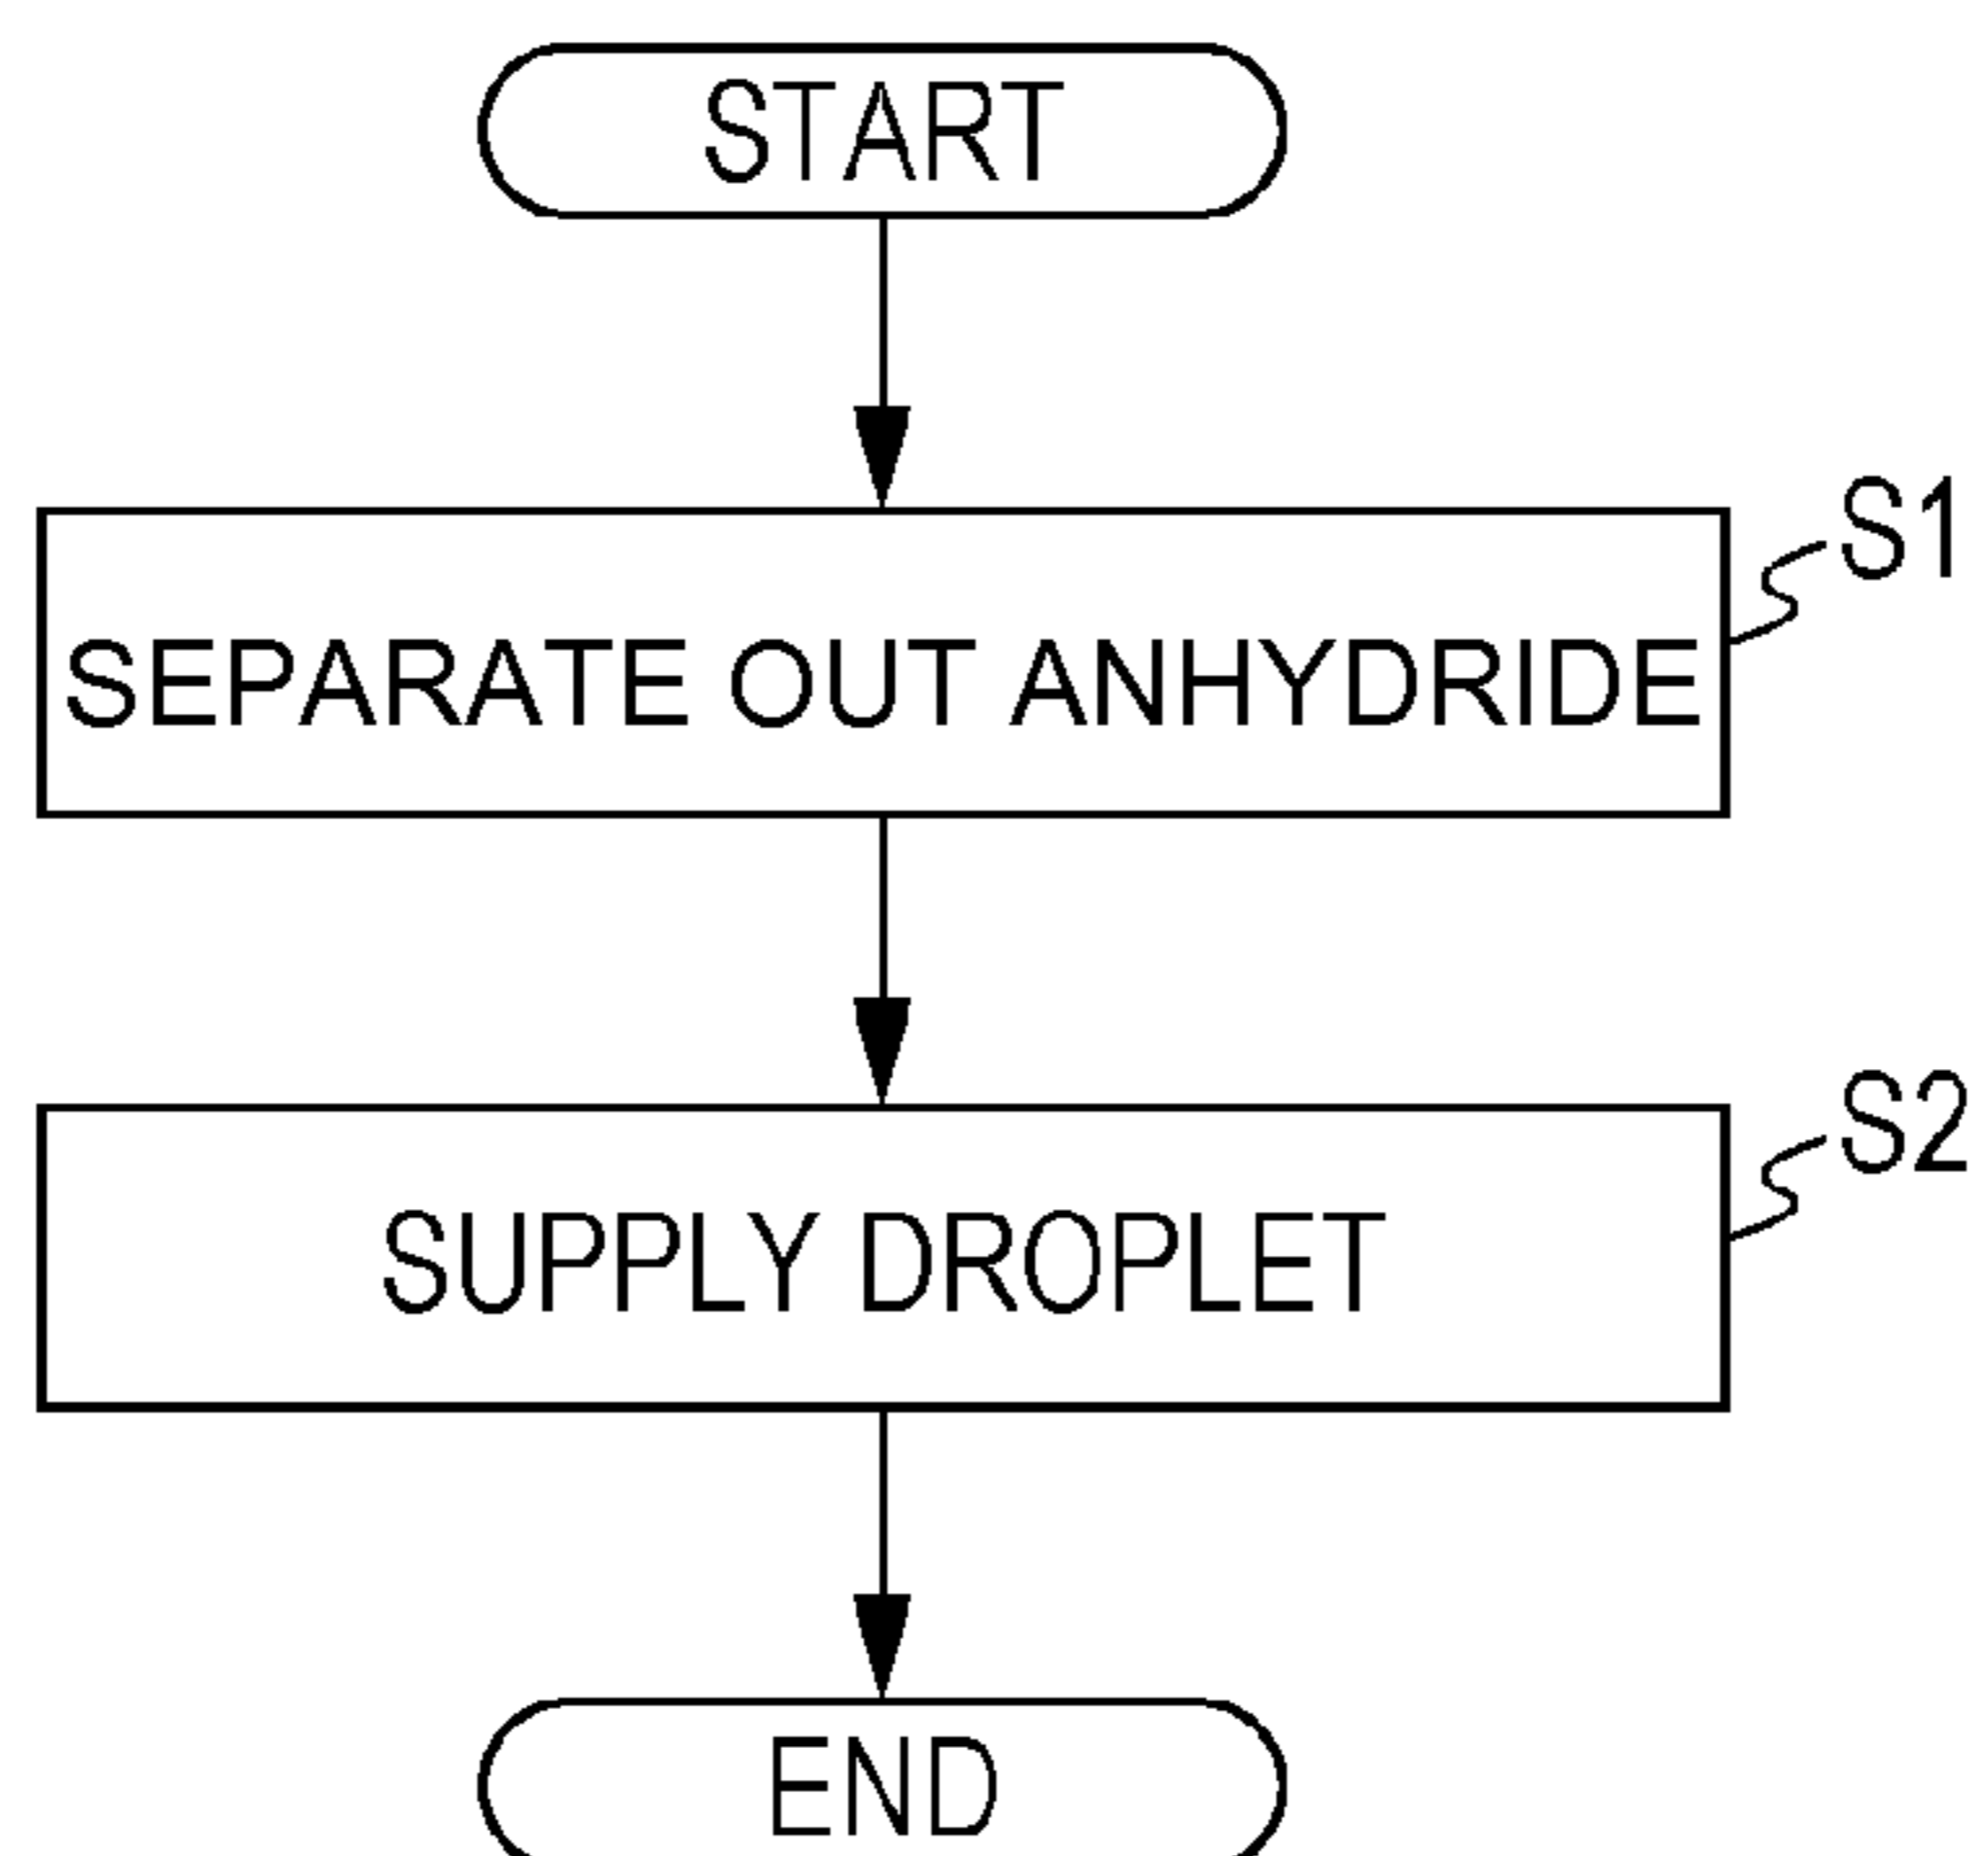 START
S1
SEPARATE OUT ANHYDRIDE
S2
SUPPLY DROPLET
END